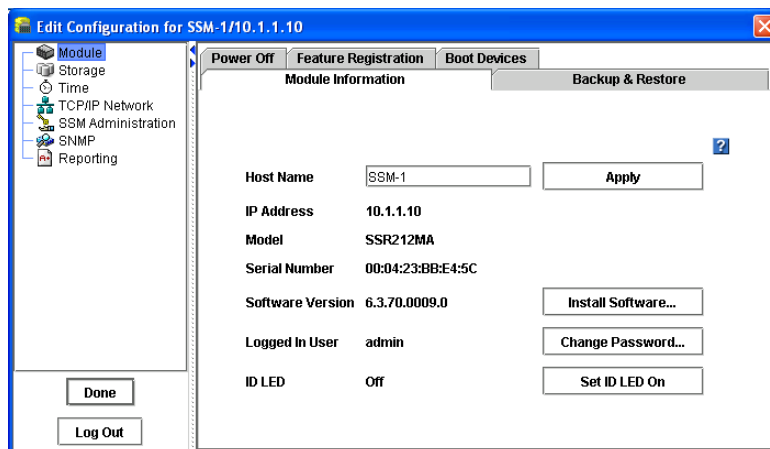 Edit Configuration for SSM-1/10.1.1.10
Module
Storage
Time
TCP/IP Network
SSM Administration
SNMP
Reporting
Done
Log Out
Power Off Feature Registration Boot Devices
Module Information Backup & Restore
?
Host Name SSM-1 Apply
IP Address 10.1.1.10
Model SSR212MA
Serial Number 00:04:23:BB:E4:5C
Software Version 6.3.70.0009.0 Install Software...
Logged In User admin Change Password...
ID LED Off Set ID LED On